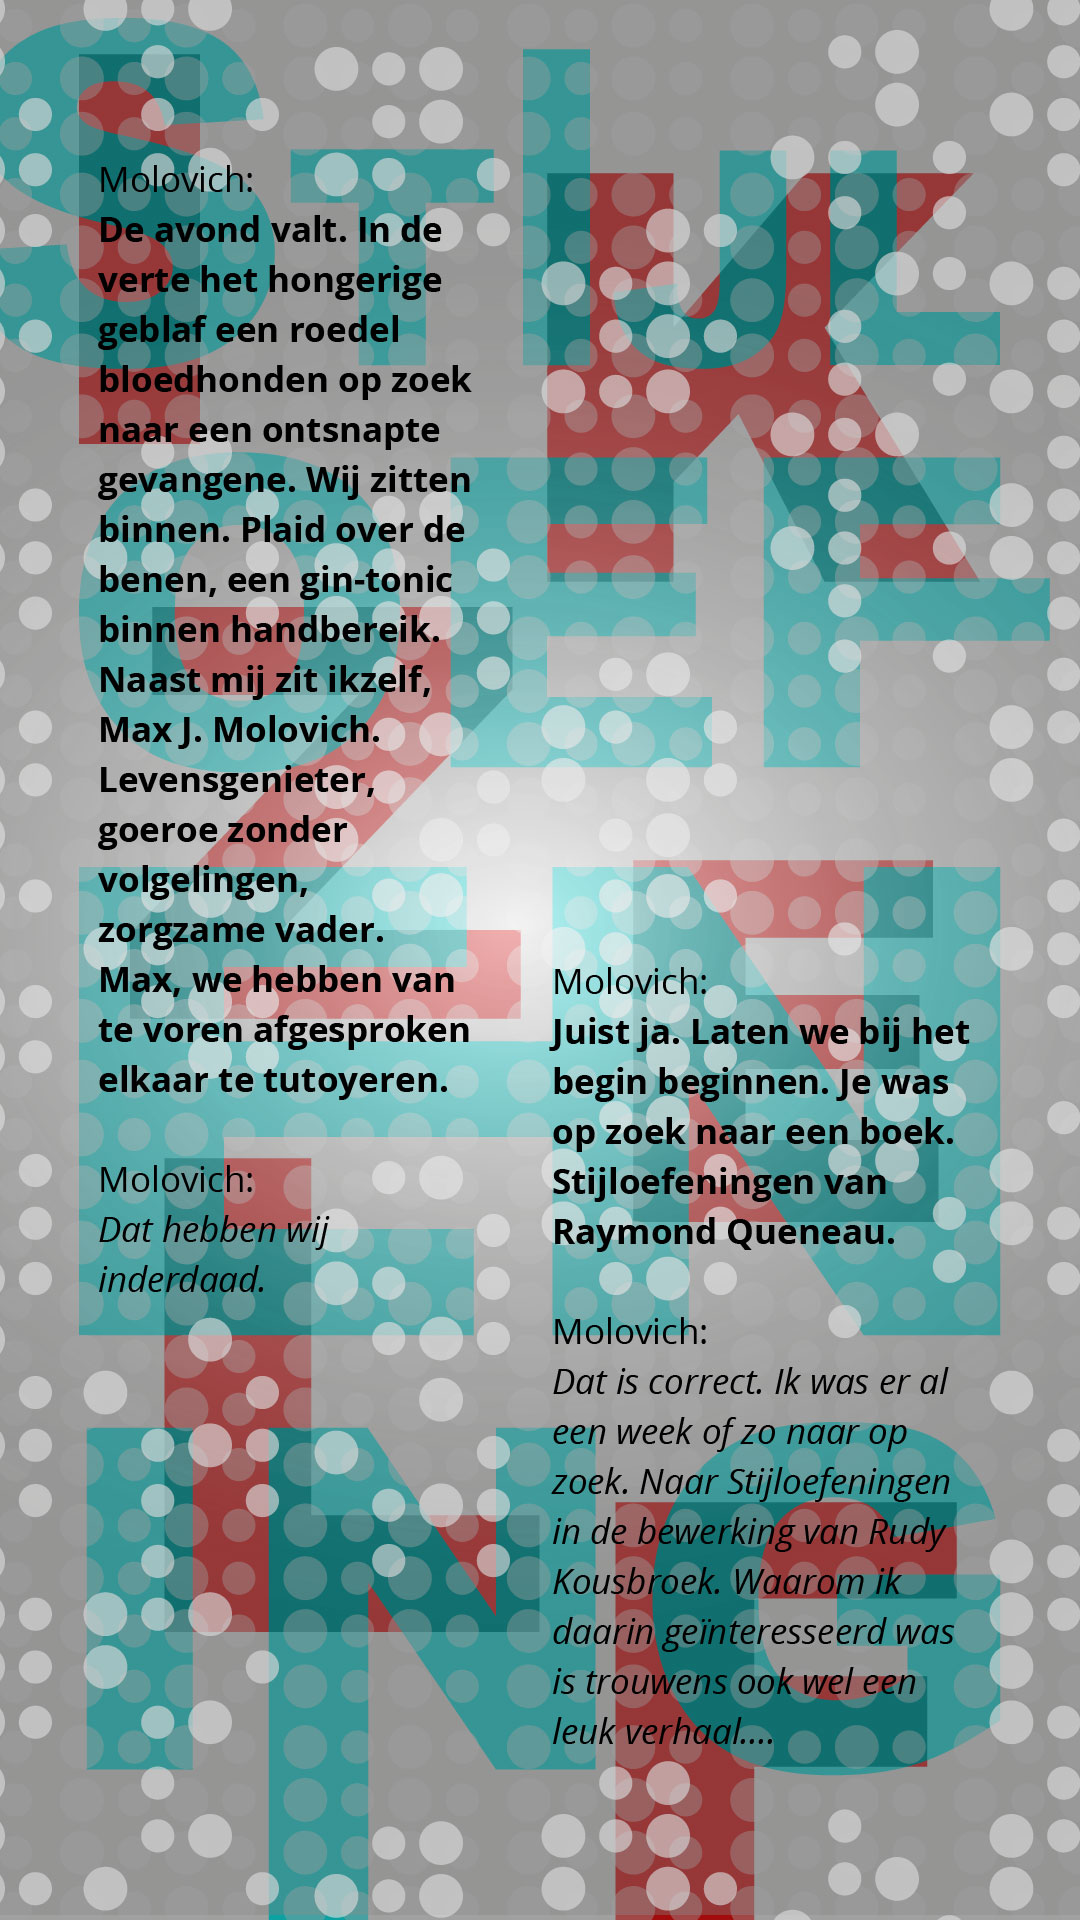 Molovich:
De avond valt. In de
verte het hongerige
geblaf een roedel
bloedhonden op zoek
naar een ontsnapte
gevangene. Wij zitten
binnen. Plaid over de
benen, een gin-tonic
binnen handbereik.
Naast mij zit ikzelf,
Max J. Molovich.
Levensgenieter,
goeroe zonder
volgelingen,
zorgzame vader.
Max, we hebben van
te voren afgesproken
elkaar te tutoyeren.
Molovich:
Dat hebben wij
inderdaad.
Molovich:
Juist ja. Laten we bij het
begin beginnen. Je was
op zoek naar een boek.
Stijloefeningen van
Raymond Queneau.
Molovich:
Dat is correct. Ik was er al
een week of zo naar op
zoek. Naar Stijloefeningen
in de bewerking van Rudy
Kousbroek. Waarom ik
daarin geïnteresseerd was
is trouwens ook wel een
leuk verhaal....